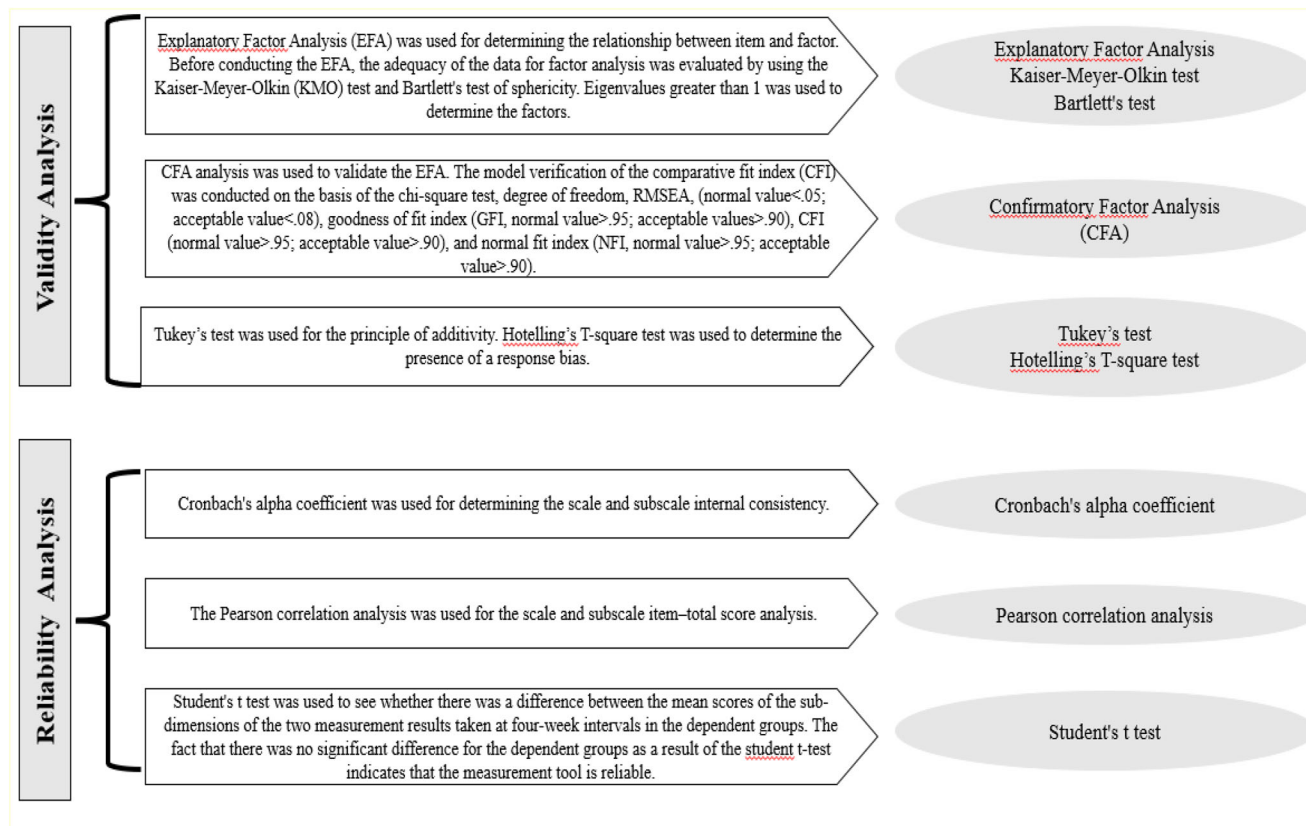 Validity Analysis
Explanatory Factor Analysis (EFA) was used for determining the relationship between item and factor.
Before conducting the EFA, the adequacy of the data for factor analysis was evaluated by using the
Kaiser-Meyer-Olkin (KMO) test and Bartlett's test of sphericity. Eigenvalues greater than 1 was used to
determine the factors.
Explanatory Factor Analysis
Kaiser-Meyer-Olkin test
Bartlett's test
CFA analysis was used to validate the EFA. The model verification of the comparative fit index (CFI)
was conducted on the basis of the chi-square test, degree of freedom, RMSEA, (normal value<.05;
acceptable value<.08), goodness of fit index (GFI, normal value>.95; acceptable values>.90), CFI
(normal value>.95; acceptable value>.90), and normal fit index (NFI, normal value>.95; acceptable
value>.90).
Confirmatory Factor Analysis
(CFA)
Tukey’s test was used for the principle of additivity. Hotelling’s T-square test was used to determine the
presence of a response bias.
Tukey’s test
Hotelling’s T-square test
Reliability Analysis
Cronbach's alpha coefficient was used for determining the scale and subscale internal consistency.
Cronbach's alpha coefficient
The Pearson correlation analysis was used for the scale and subscale item–total score analysis.
Pearson correlation analysis
Student's t test was used to see whether there was a difference between the mean scores of the sub-
dimensions of the two measurement results taken at four-week intervals in the dependent groups. The
fact that there was no significant difference for the dependent groups as a result of the student t-test
indicates that the measurement tool is reliable.
Student's t test